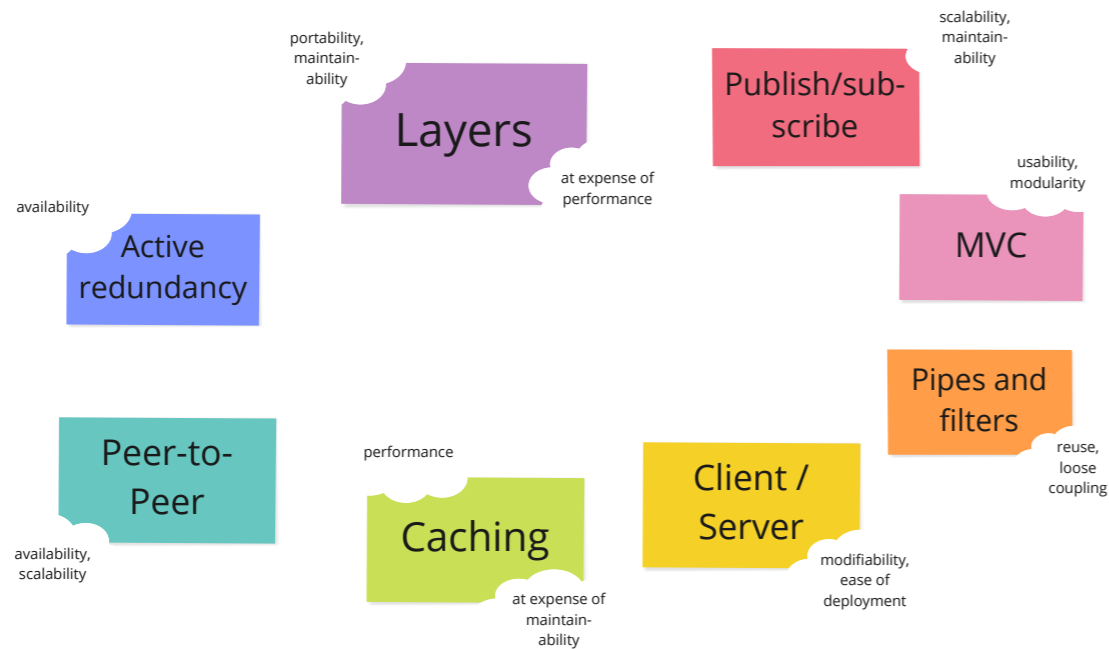 portability,
maintain-
ability
Layers
at expense of
performance
scalability,
maintain-
ability
Publish/sub-
scribe
usability,
modularity
MVC
availability
Active
redundancy
Pipes and
filters
reuse,
loose
coupling
Peer-to-
Peer
availability,
scalability
performance
Caching
at expense of
maintain-
ability
Client /
Server
modifiability,
ease of
deployment